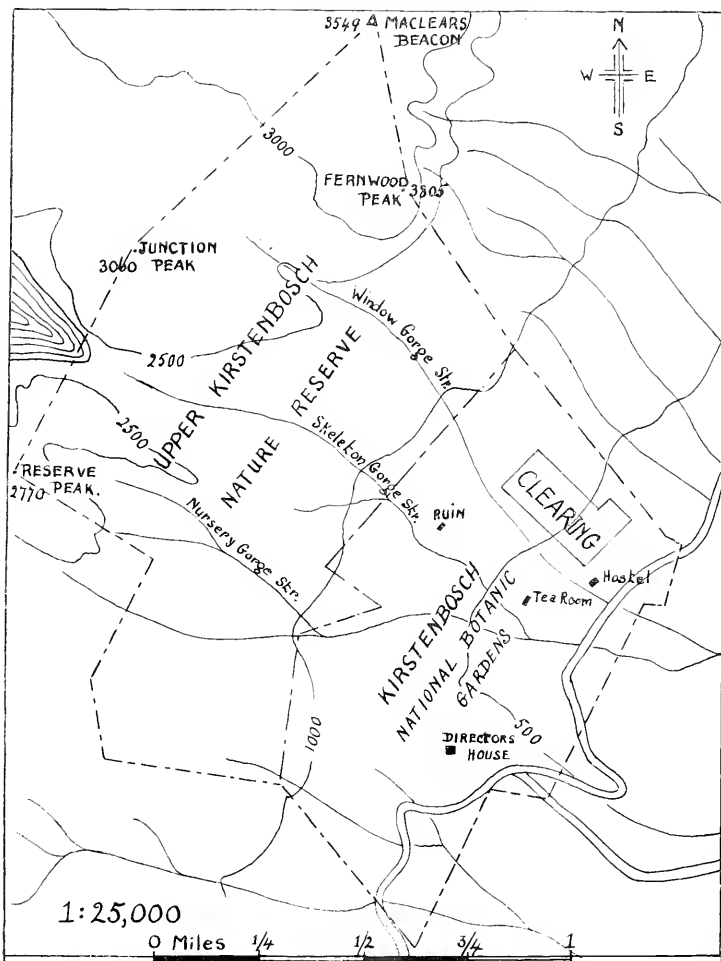 3549 MACLEARS
BEACON
N
W E
S
3000
FERNWOOD 3805
PEAK
JUNCTION
3060 PEAK
Window Gorge Str.
2500
UPPER KIRSTENBOSCH
NATURE RESERVE
2500
Skeleton Gorge Str.
RESERVE
2770 PEAK.
RUIN
CLEARING
Nursery Gorge Str.
Hostel
Tea Room
KIRSTENBOSCH
NATIONAL BOTANIC
GARDENS
500
1000
DIRECTORS
HOUSE
1:25,000
0 Miles 1/4 1/2 3/4 1